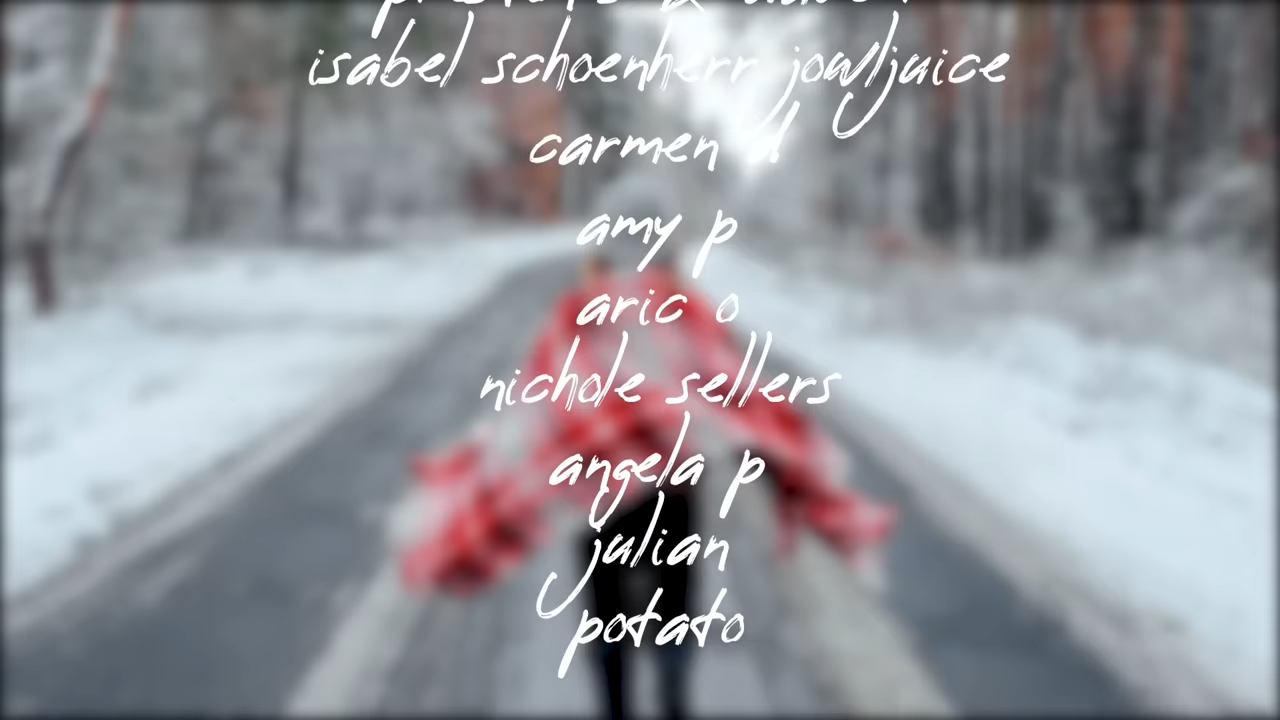 isabel schoenherr jowljuice
carmen d.
amy p
aric o
nichole sellers
angela p
julian
potato